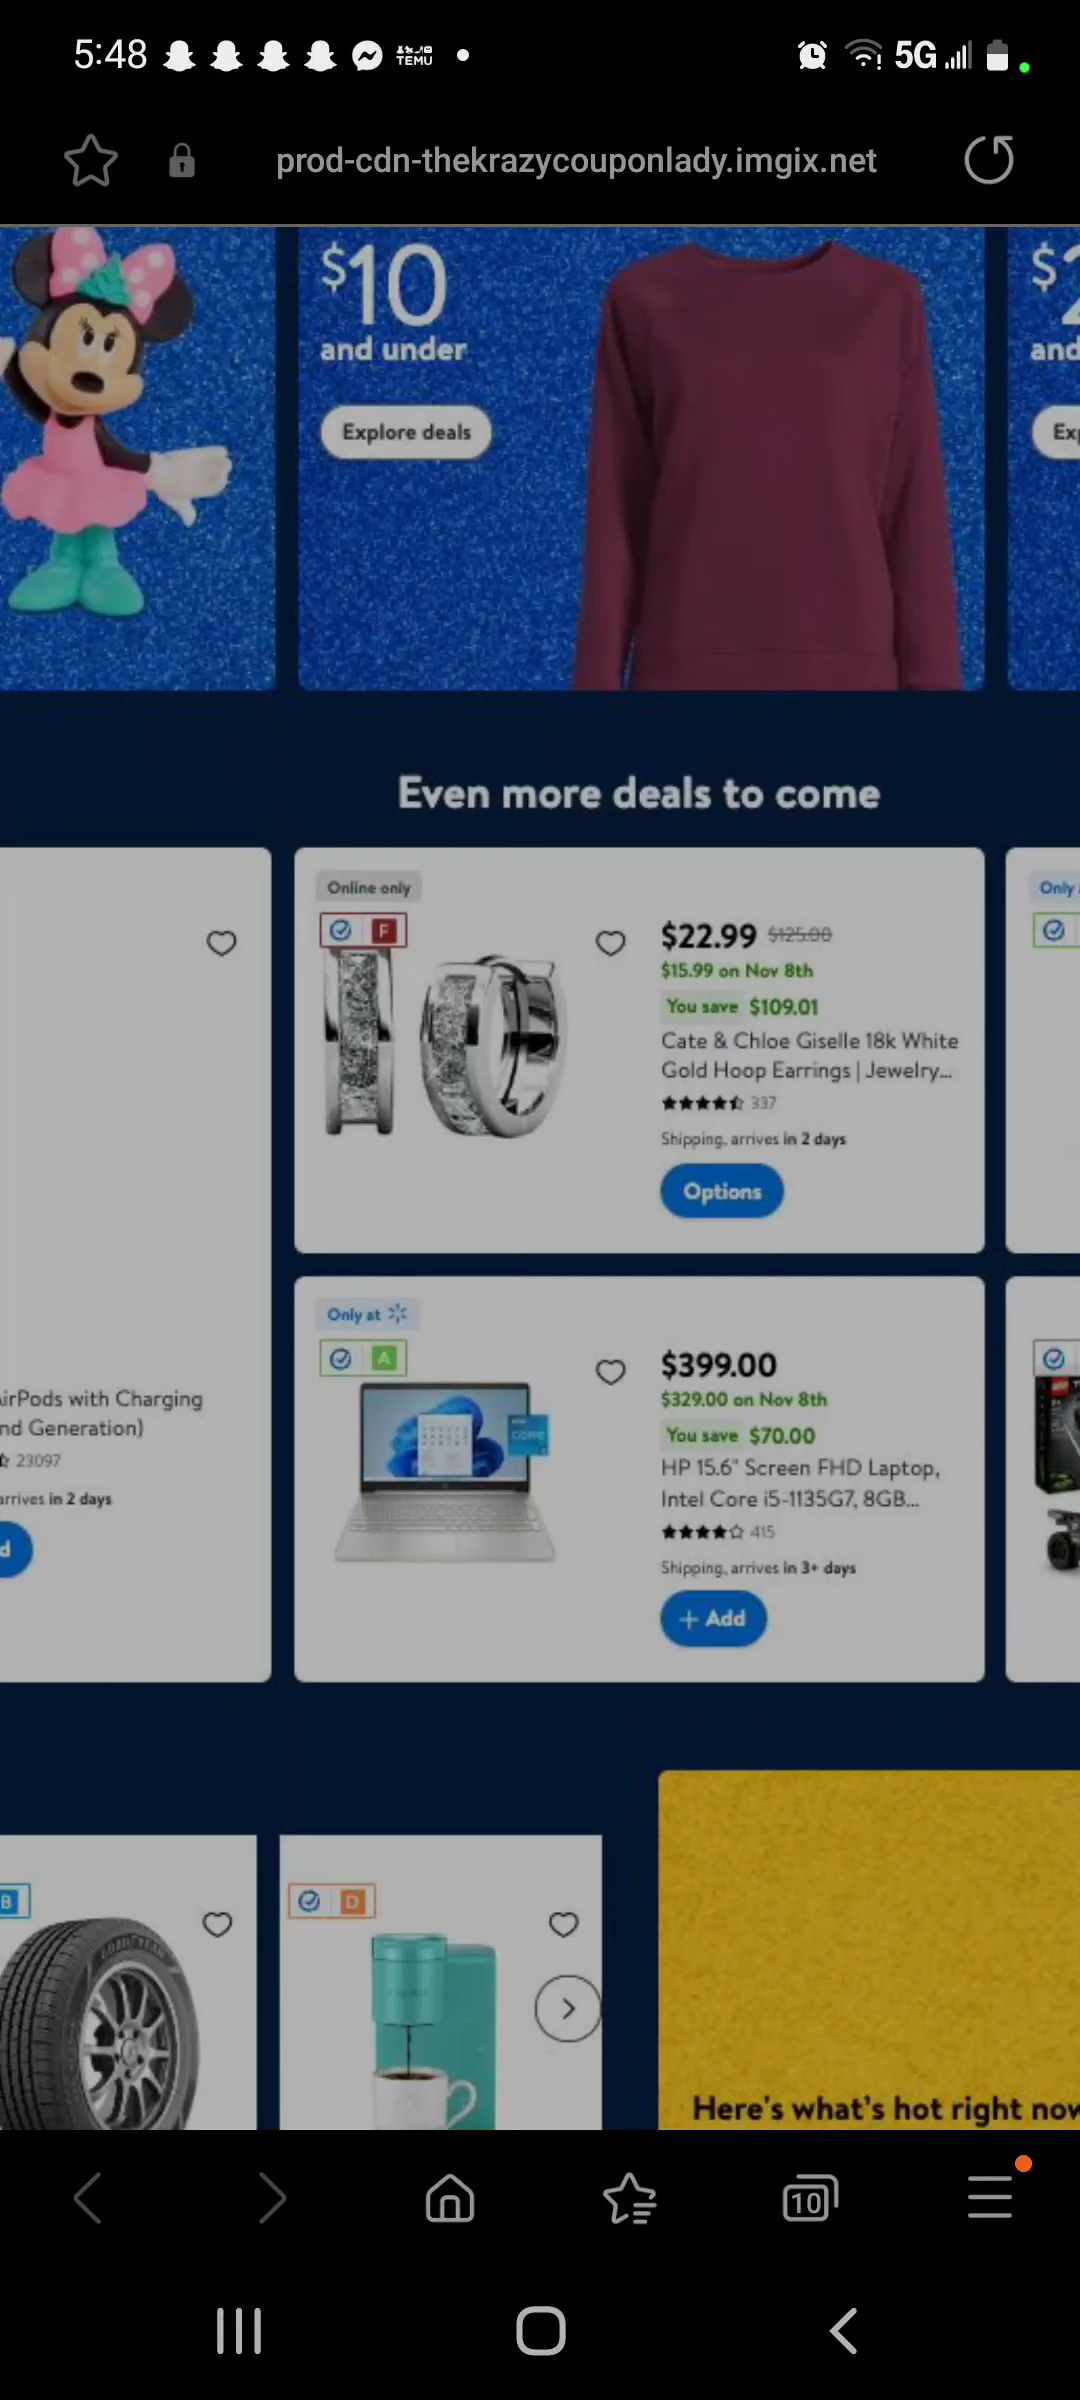 5:48
TEMU
5G
prod-cdn-thekrazycouponlady.imgix.net
$10
and under
Explore deals
Even more deals to come
Online only
F
$22.99 $125.00
$15.99 on Nov 8th
You save $109.01
Cate & Chloe Giselle 18k White
Gold Hoop Earrings | Jewelry...
337
Shipping, arrives in 2 days
Options
Only at
A
$399.00
$329.00 on Nov 8th
You save $70.00
HP 15.6" Screen FHD Laptop,
Intel Core i5-1135G7, 8GB...
415
Shipping, arrives in 3+ days
+ Add
Only
irPods with Charging
nd Generation)
23097
arrives in 2 days
d
B
D
GOODYEAR
core
Here's what's hot right now
10